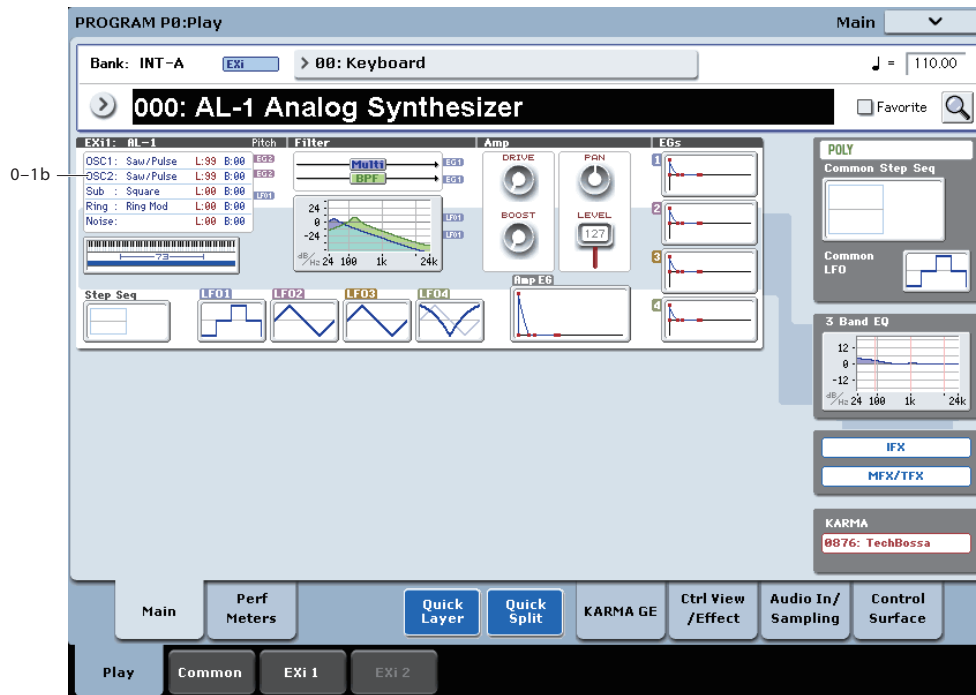 PROGRAM P0:Play Main
Bank: INT-A EXi > 00: Keyboard ♩ = 110.00
000: AL-1 Analog Synthesizer Favorite
EXi1: AL-1 Pitch Filter Amp EGs
0-1b
OSC1: Saw/Pulse L:99 B:00 EG2
OSC2: Saw/Pulse L:99 B:00 EG2
Sub : Square L:00 B:00 LFO1
Ring : Ring Mod L:00 B:00
Noise: L:00 B:00
73
Multi EG1
BPF EG1
24
0 LFO1
-24 LFO1
dB/Hz 24 100 1k 24k
DRIVE PAN
BOOST LEVEL
127
1
2
3
4
Step Seq LFO1 LFO2 LFO3 LFO4 Amp EG
POLY
Common Step Seq
Common
LFO
3 Band EQ
12
0
-12
dB/Hz 24 100 1k 24k
IFX
MFX/TFX
KARMA
0876: TechBossa
Main
Perf
Meters
Quick
Layer
Quick
Split
KARMA GE
Ctrl View
/Effect
Audio In/
Sampling
Control
Surface
Play Common EXi 1 EXi 2